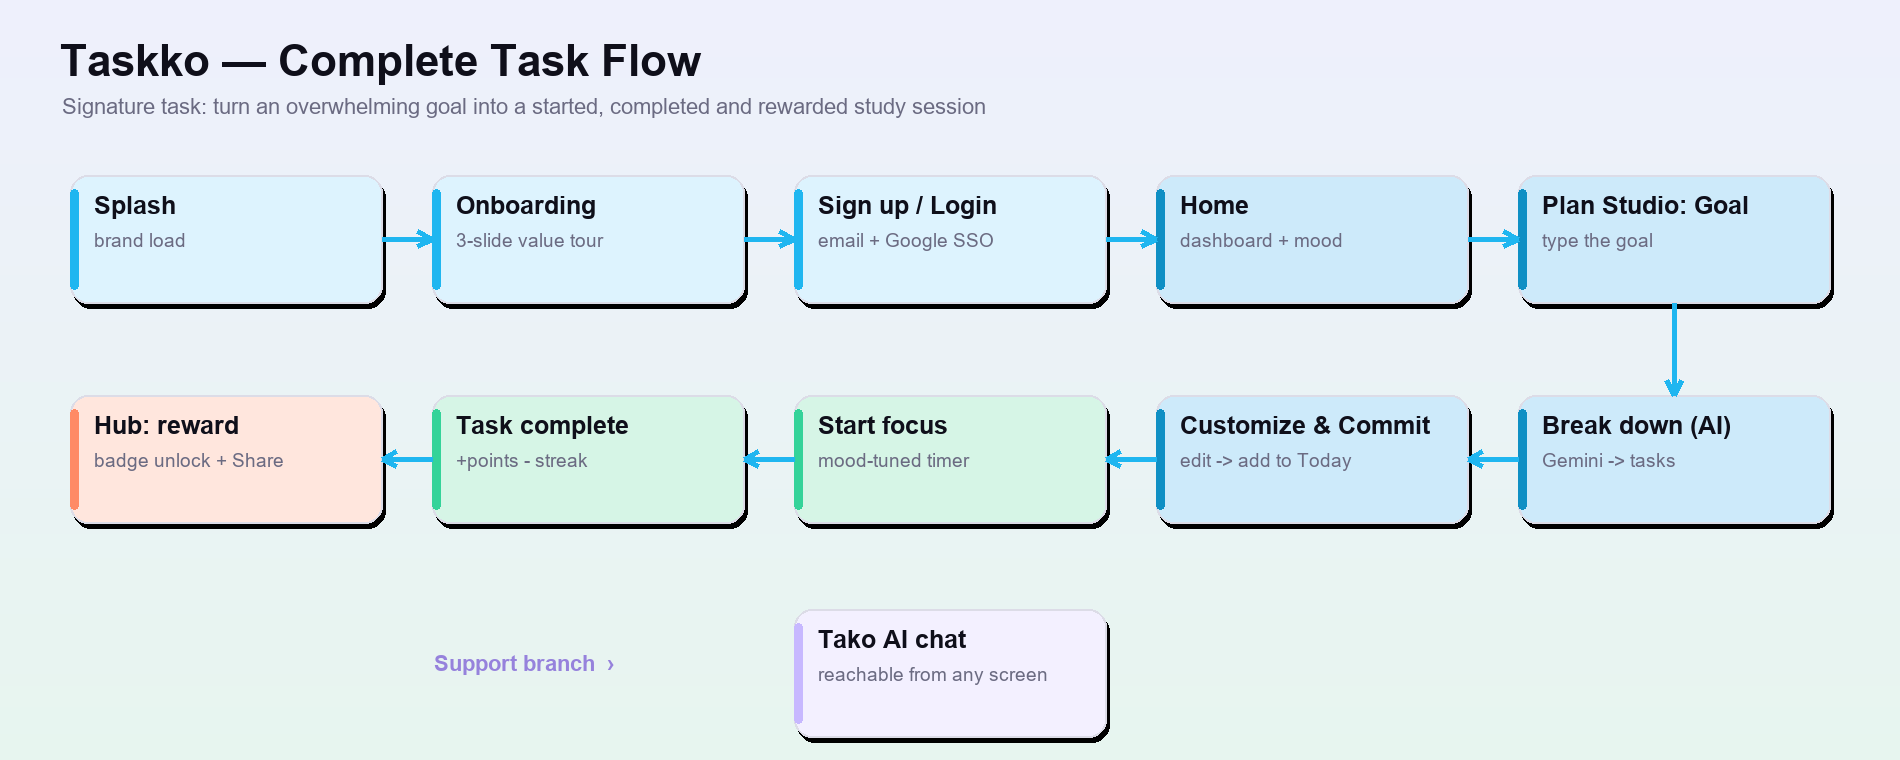 Taskko — Complete Task Flow
Signature task: turn an overwhelming goal into a started, completed and rewarded study session
Splash
brand load
Onboarding
3-slide value tour
Sign up / Login
email + Google SSO
Home
dashboard + mood
Plan Studio: Goal
type the goal
Hub: reward
badge unlock + Share
Task complete
+points - streak
Start focus
mood-tuned timer
Customize & Commit
edit -> add to Today
Break down (AI)
Gemini -> tasks
Support branch ›
Tako AI chat
reachable from any screen